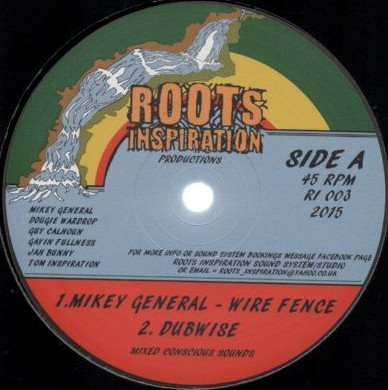 ROOTS
INSPIRATION
PRODUCTIONS
SIDE A
45 RPM
RI 003
2015
MIKEY GENERAL
DOUGIE WARDROP
GUY CALHOUN
GAVIN FULLNESS
JAH BUNNY
TOM INSPIRATION
FOR MORE INFO OR SOUND SYSTEM BOOKINGS MESSAGE FACEBOOK PAGE
ROOTS INSPIRATION SOUND SYSTEM/STUDIO
OR EMAIL = ROOTS_INSPIRATION@YAHOO.CO.UK
1.MIKEY GENERAL - WIRE FENCE
2. DUBWISE
MIXED CONSCIOUS SOUNDS